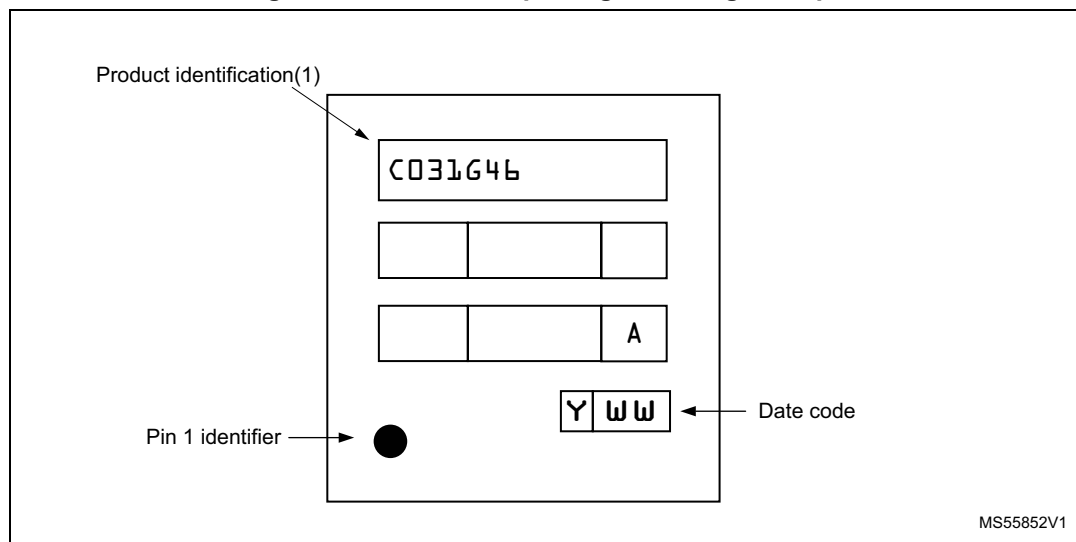 Product identification(1)
C031G46
A
Y WW
Date code
Pin 1 identifier
MS55852V1